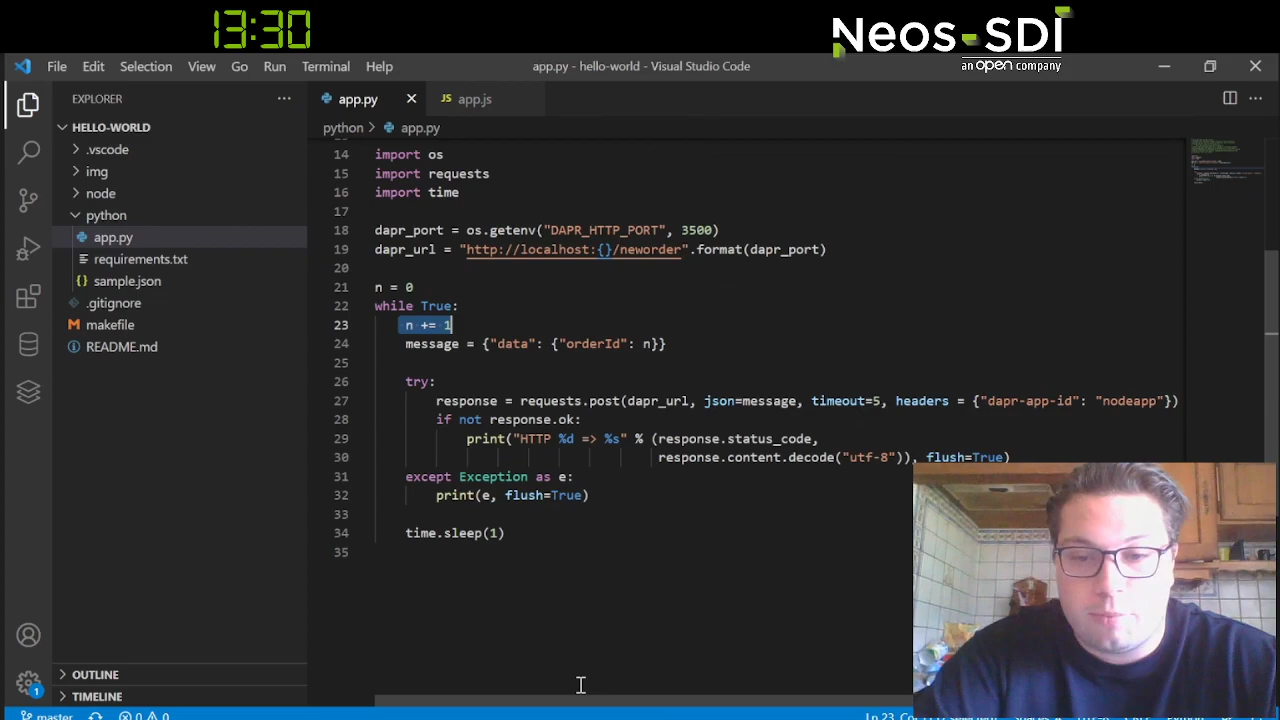 13:30
Neos-SDI
an open company
File Edit Selection View Go Run Terminal Help
app.py - hello-world - Visual Studio Code
EXPLORER
app.py
JS app.js
HELLO-WORLD
python > app.py
.vscode
img
node
python
app.py
requirements.txt
sample.json
.gitignore
makefile
README.md
14 import os
15 import requests
16 import time
17
18 dapr_port = os.getenv("DAPR_HTTP_PORT", 3500)
19 dapr_url = "http://localhost:{}/neworder".format(dapr_port)
20
21 n = 0
22 while True:
23 n += 1
24 message = {"data": {"orderId": n}}
25
26 try:
27 response = requests.post(dapr_url, json=message, timeout=5, headers = {"dapr-app-id": "nodeapp"})
28 if not response.ok:
29 print("HTTP %d => %s" % (response.status_code,
30 response.content.decode("utf-8")), flush=True)
31 except Exception as e:
32 print(e, flush=True)
33
34 time.sleep(1)
35
OUTLINE
TIMELINE
1
master 0 0